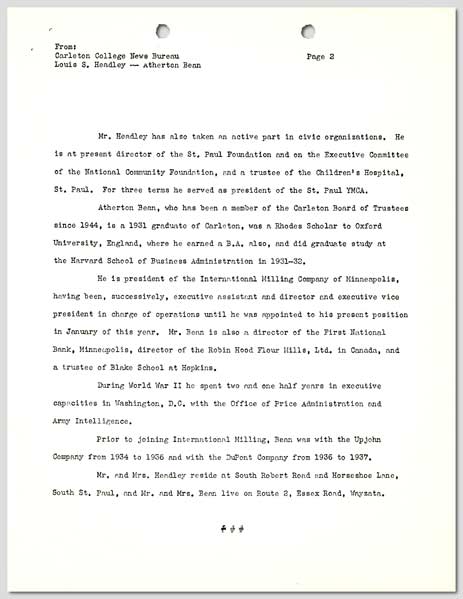 From:
Carleton College News Bureau
Page 2
Louis S. Headley -- Atherton Bean
Mr. Headley has also taken an active part in civic organizations. He
is at present director of the St. Paul Foundation and on the Executive Committee
of the National Community Foundation, and a trustee of the Children's Hospital,
St. Paul. For three terms he served as president of the St. Paul YMCA.
Atherton Bean, who has been a member of the Carleton Board of Trustees
since 1944, is a 1931 graduate of Carleton, was a Rhodes Scholar to Oxford
University, England, where he earned a B.A. also, and did graduate study at
the Harvard School of Business Administration in 1931-32.
He is president of the International Milling Company of Minneapolis,
having been, successively, executive assistant and director and executive vice
president in charge of operations until he was appointed to his present position
in January of this year. Mr. Bean is also a director of the First National
Bank, Minneapolis, director of the Robin Hood Flour Mills, Ltd. in Canada, and
a trustee of Blake School at Hopkins.
During World War II he spent two and one half years in executive
capacities in Washington, D.C. with the Office of Price Administration and
Army Intelligence.
Prior to joining International Milling, Bean was with the Upjohn
Company from 1934 to 1936 and with the DuPont Company from 1936 to 1937.
Mr. and Mrs. Headley reside at South Robert Road and Horseshoe Lane,
South St. Paul, and Mr. and Mrs. Bean live on Route 2, Essex Road, Wayzata.
# # #